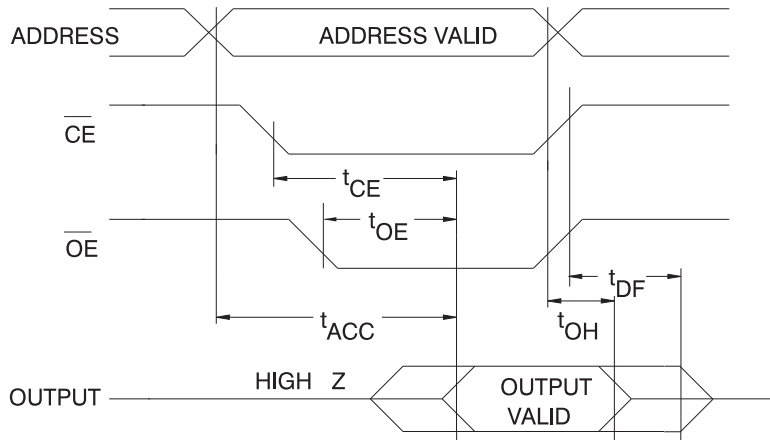 ADDRESS ADDRESS VALID
CE
tCE
tOE
OE
tDF
tACC
tOH
HIGH Z
OUTPUT
OUTPUT
VALID